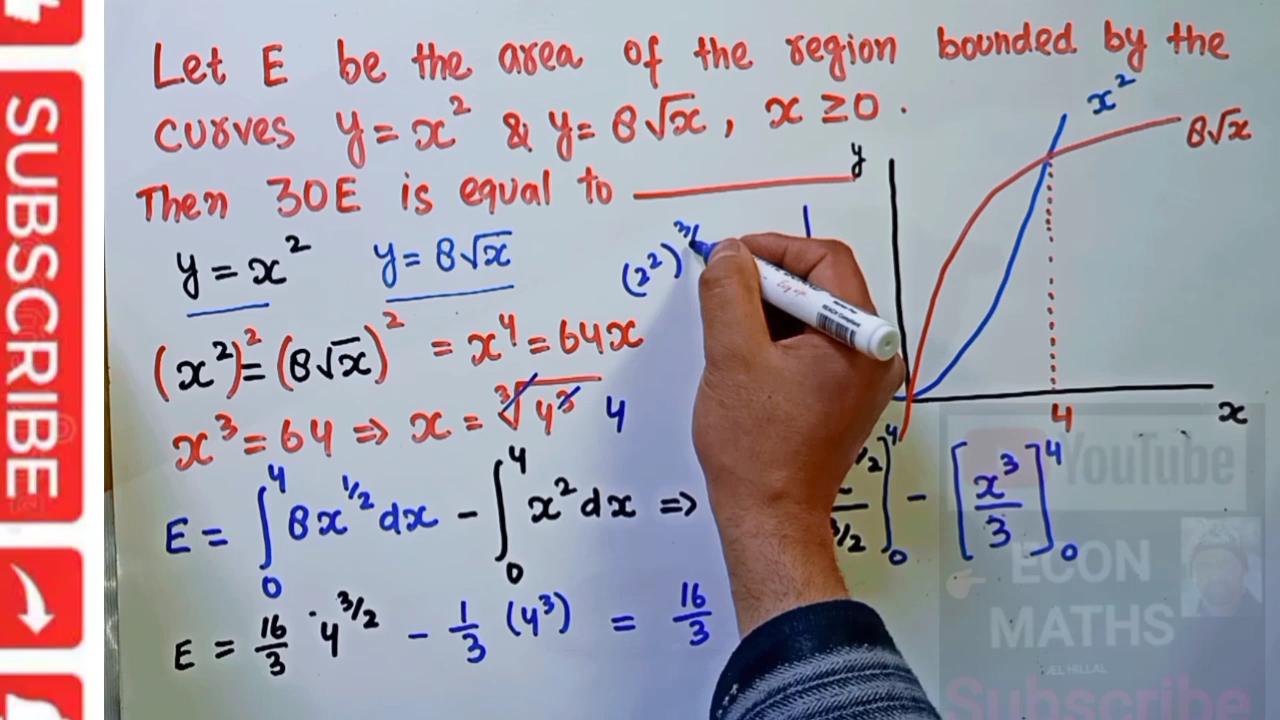 SUBSCRIBE
Let E be the area of the region bounded by the
curves y = x² & y = 8√x, x ≥ 0.
Then 30E is equal to ______
y = x² y = 8√x
(2²)^3/
(x²)² = (8√x)² = x⁴ = 64x
x³ = 64 ⇒ x = ∛4³ 4
E = ∫₀⁴ 8x^1/2 dx − ∫₀⁴ x² dx ⇒ ]₀⁴ − [x³/3]₀⁴
E = 16/3 · 4^3/2 − 1/3 (4³) = 16/3
y
x²
8√x
4
x
YouTube
ECON
MATHS
Subscribe